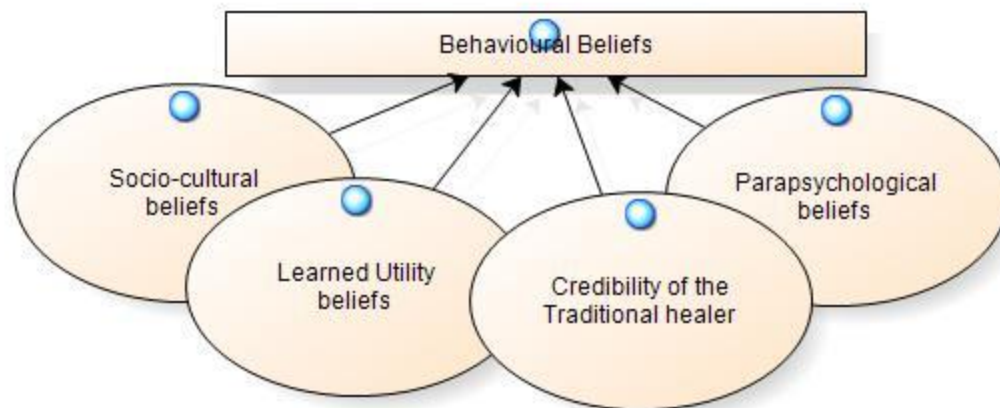 Behavioural Beliefs
Socio-cultural
beliefs
Learned Utility
beliefs
Credibility of the
Traditional healer
Parapsychological
beliefs